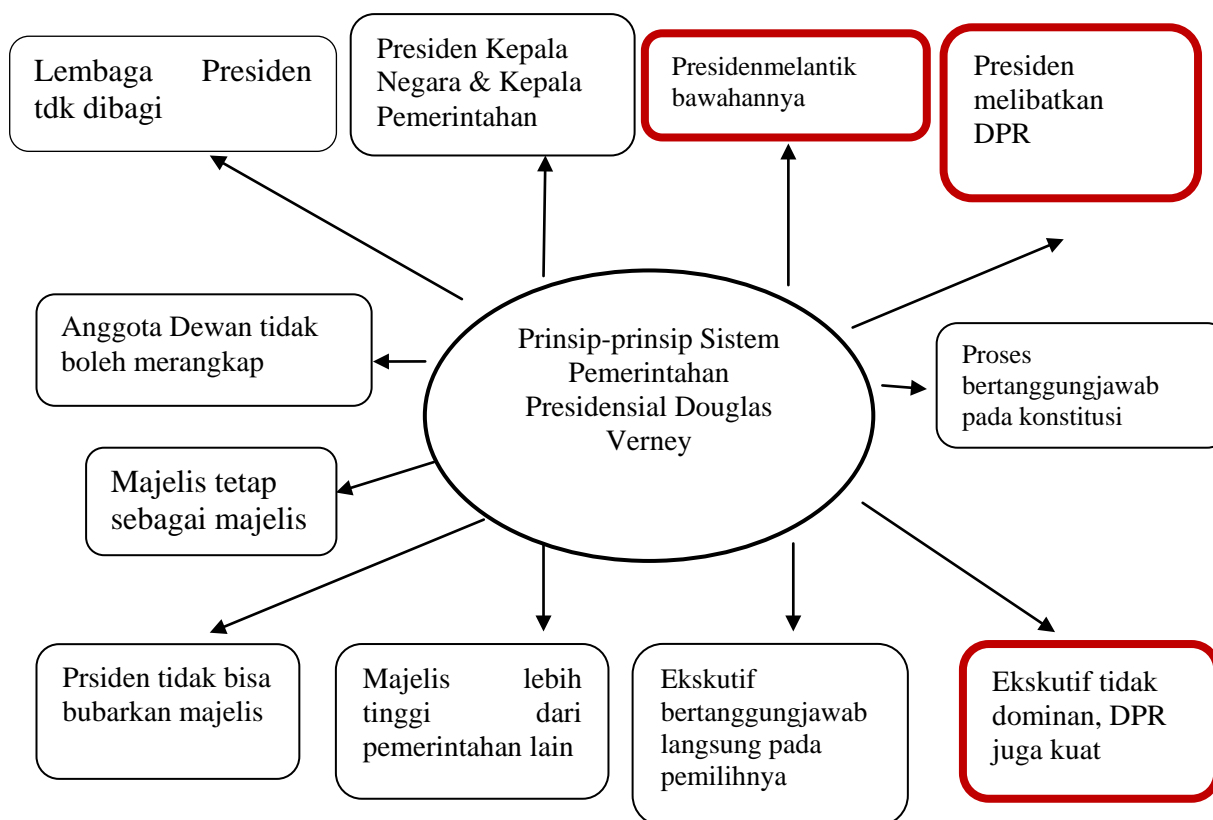 Lembaga Presiden
tdk dibagi
Presiden Kepala
Negara & Kepala
Pemerintahan
Presidenmelantik
bawahannya
Presiden
melibatkan
DPR
Anggota Dewan tidak
boleh merangkap
Prinsip-prinsip Sistem
Pemerintahan
Presidensial Douglas
Verney
Proses
bertanggungjawab
pada konstitusi
Majelis tetap
sebagai majelis
Prsiden tidak bisa
bubarkan majelis
Majelis lebih
tinggi dari
pemerintahan lain
Ekskutif
bertanggungjawab
langsung pada
pemilihnya
Ekskutif tidak
dominan, DPR
juga kuat